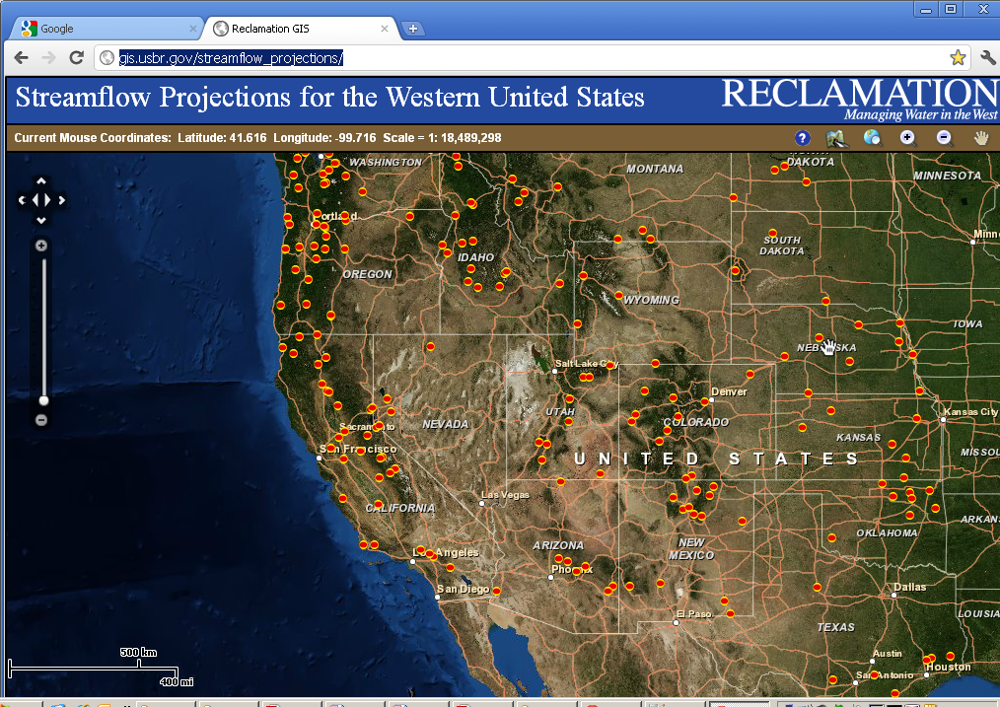 Google
Reclamation GIS
gis.usbr.gov/streamflow_projections/
Streamflow Projections for the Western United States
RECLAMATION
Managing Water in the West
Current Mouse Coordinates: Latitude: 41.616 Longitude: -99.716 Scale = 1: 18,489,298
WASHINGTON
MONTANA
DAKOTA
MINNESOTA
Portland
Minn
SOUTH
DAKOTA
IDAHO
OREGON
WYOMING
IOWA
NEBRASKA
Salt Lake City
Denver
UTAH
Kansas City
Sacramento
NEVADA
COLORADO
KANSAS
San Francisco
UNITED STATES
MISSOU
Las Vegas
CALIFORNIA
ARKAN
OKLAHOMA
ARIZONA
NEW
MEXICO
Los Angeles
Phoenix
San Diego
Dallas
El Paso
LOUISIA
TEXAS
500 km
400 mi
Austin
San Antonio
Houston